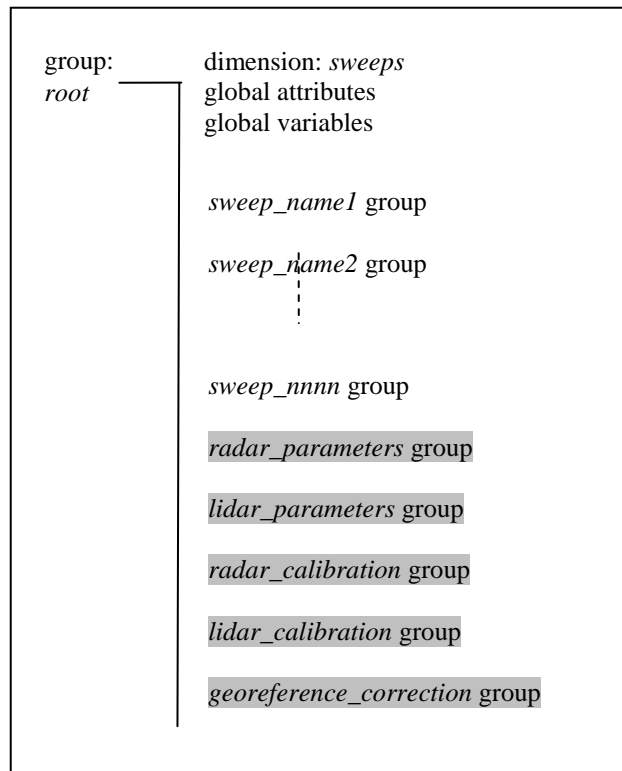 group:
root
dimension: sweeps
global attributes
global variables
sweep_name1 group
sweep_name2 group
sweep_nnnn group
radar_parameters group
lidar_parameters group
radar_calibration group
lidar_calibration group
georeference_correction group